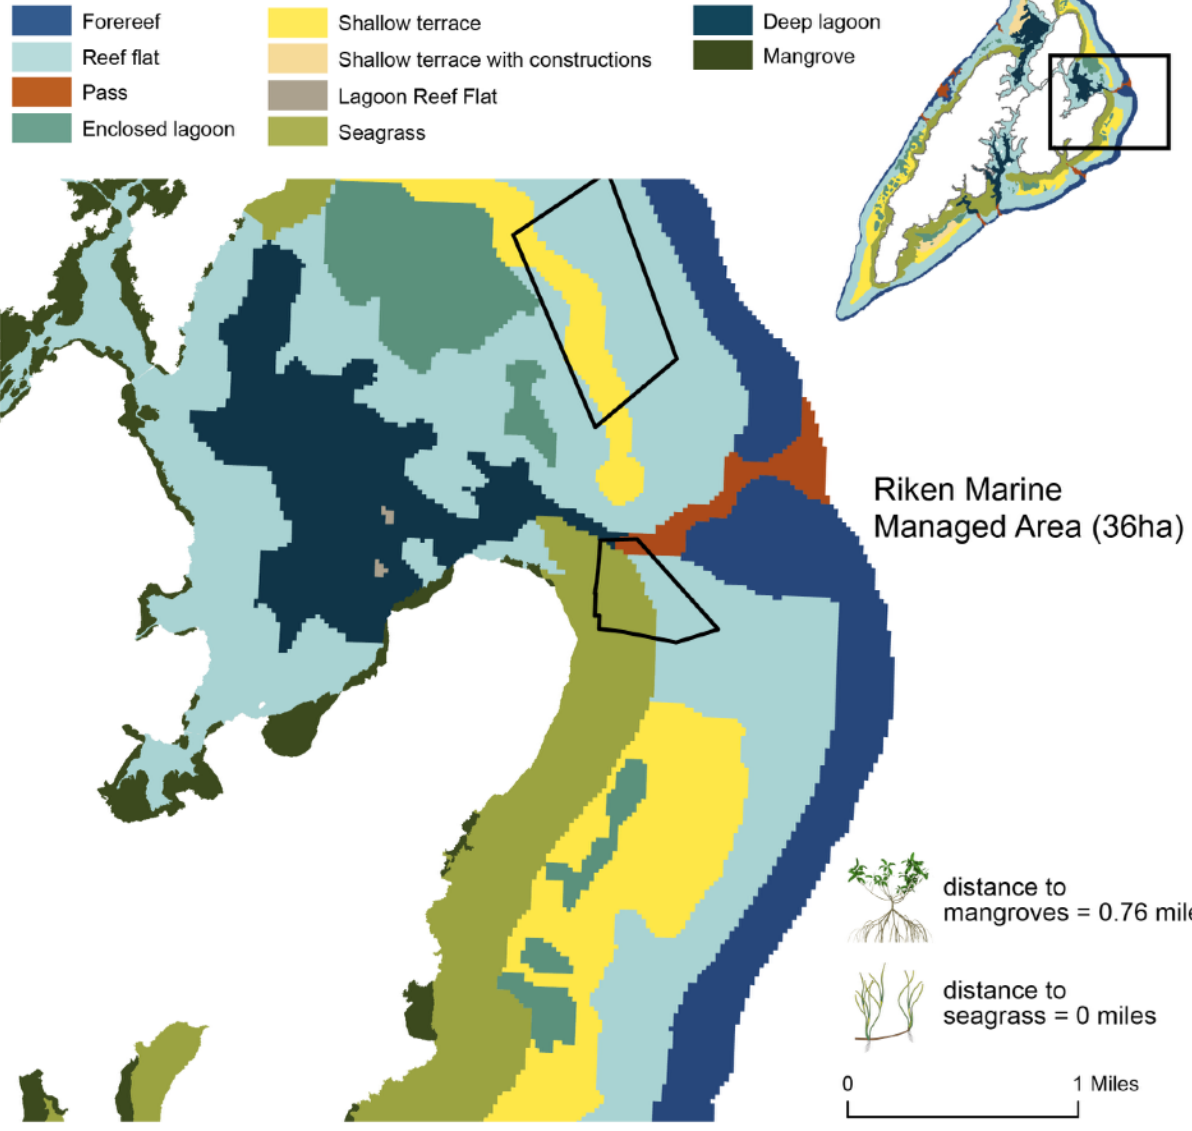 Forereef
Reef flat
Pass
Enclosed lagoon
Shallow terrace
Shallow terrace with constructions
Lagoon Reef Flat
Seagrass
Deep lagoon
Mangrove
Riken Marine
Managed Area (36ha)
distance to
mangroves = 0.76
distance to
seagrass = 0 miles
0
1 Miles